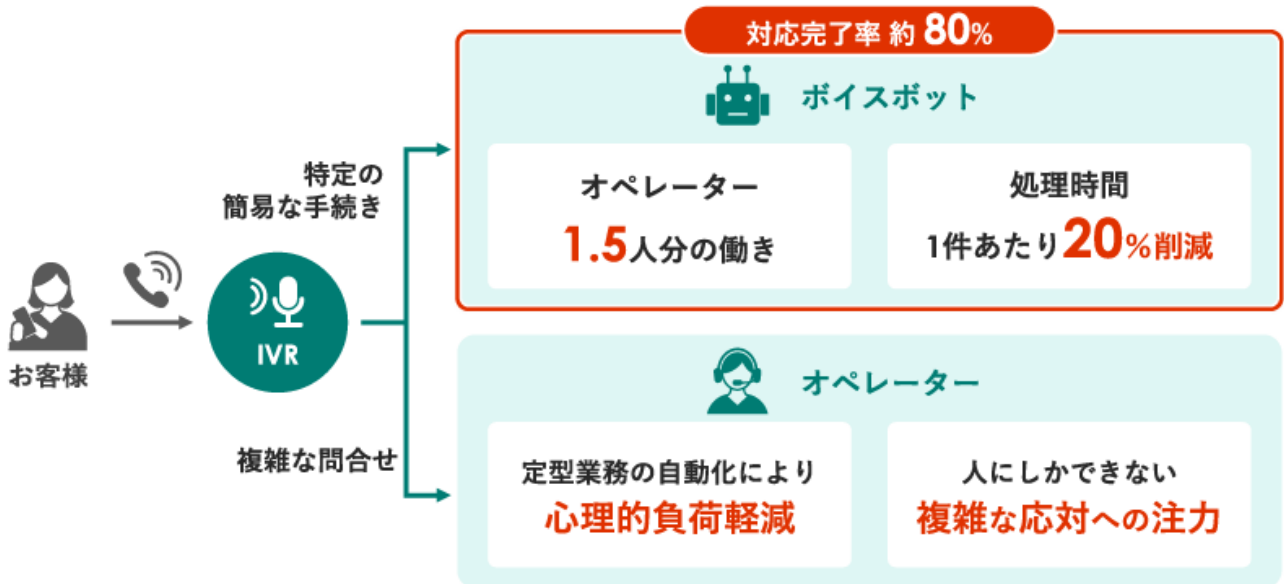 対応完了率 約 80%
ボイスボット
特定の
簡易な手続き
オペレーター
1.5人分の働き
処理時間
1件あたり20%削減
お客様
IVR
複雑な問合せ
オペレーター
定型業務の自動化により
心理的負荷軽減
人にしかできない
複雑な応対への注力